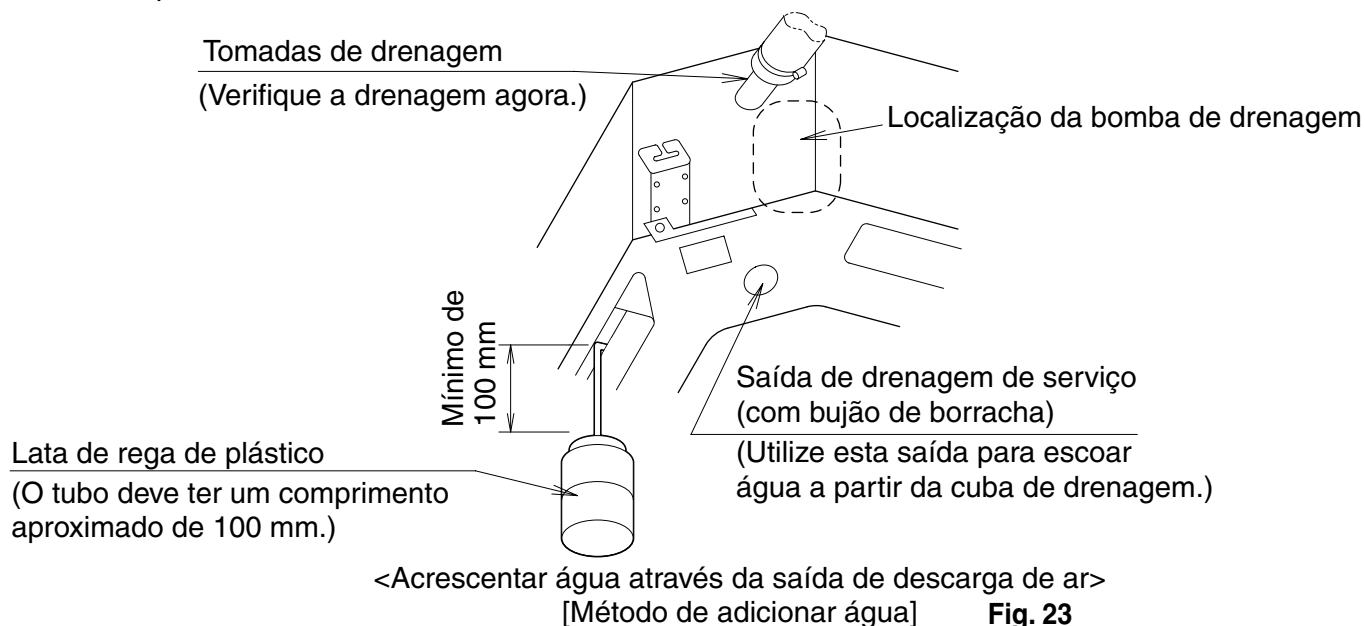 Tomadas de drenagem
(Verifique a drenagem agora.)
Localização da bomba de drenagem
Mínimo de
100 mm
Saída de drenagem de serviço
(com bujão de borracha)
(Utilize esta saída para escoar
água a partir da cuba de drenagem.)
Lata de rega de plástico
(O tubo deve ter um comprimento
aproximado de 100 mm.)
<Acrescentar água através da saída de descarga de ar>
[Método de adicionar água] Fig. 23